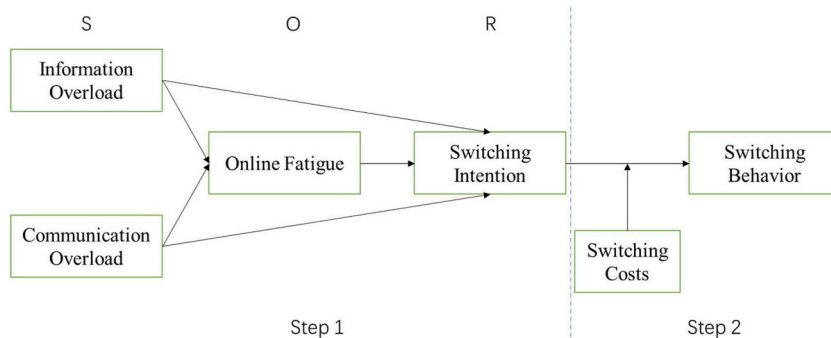 S
O
R
Information
Overload
Online Fatigue
Switching
Intention
Switching
Behavior
Communication
Overload
Switching
Costs
Step 1
Step 2